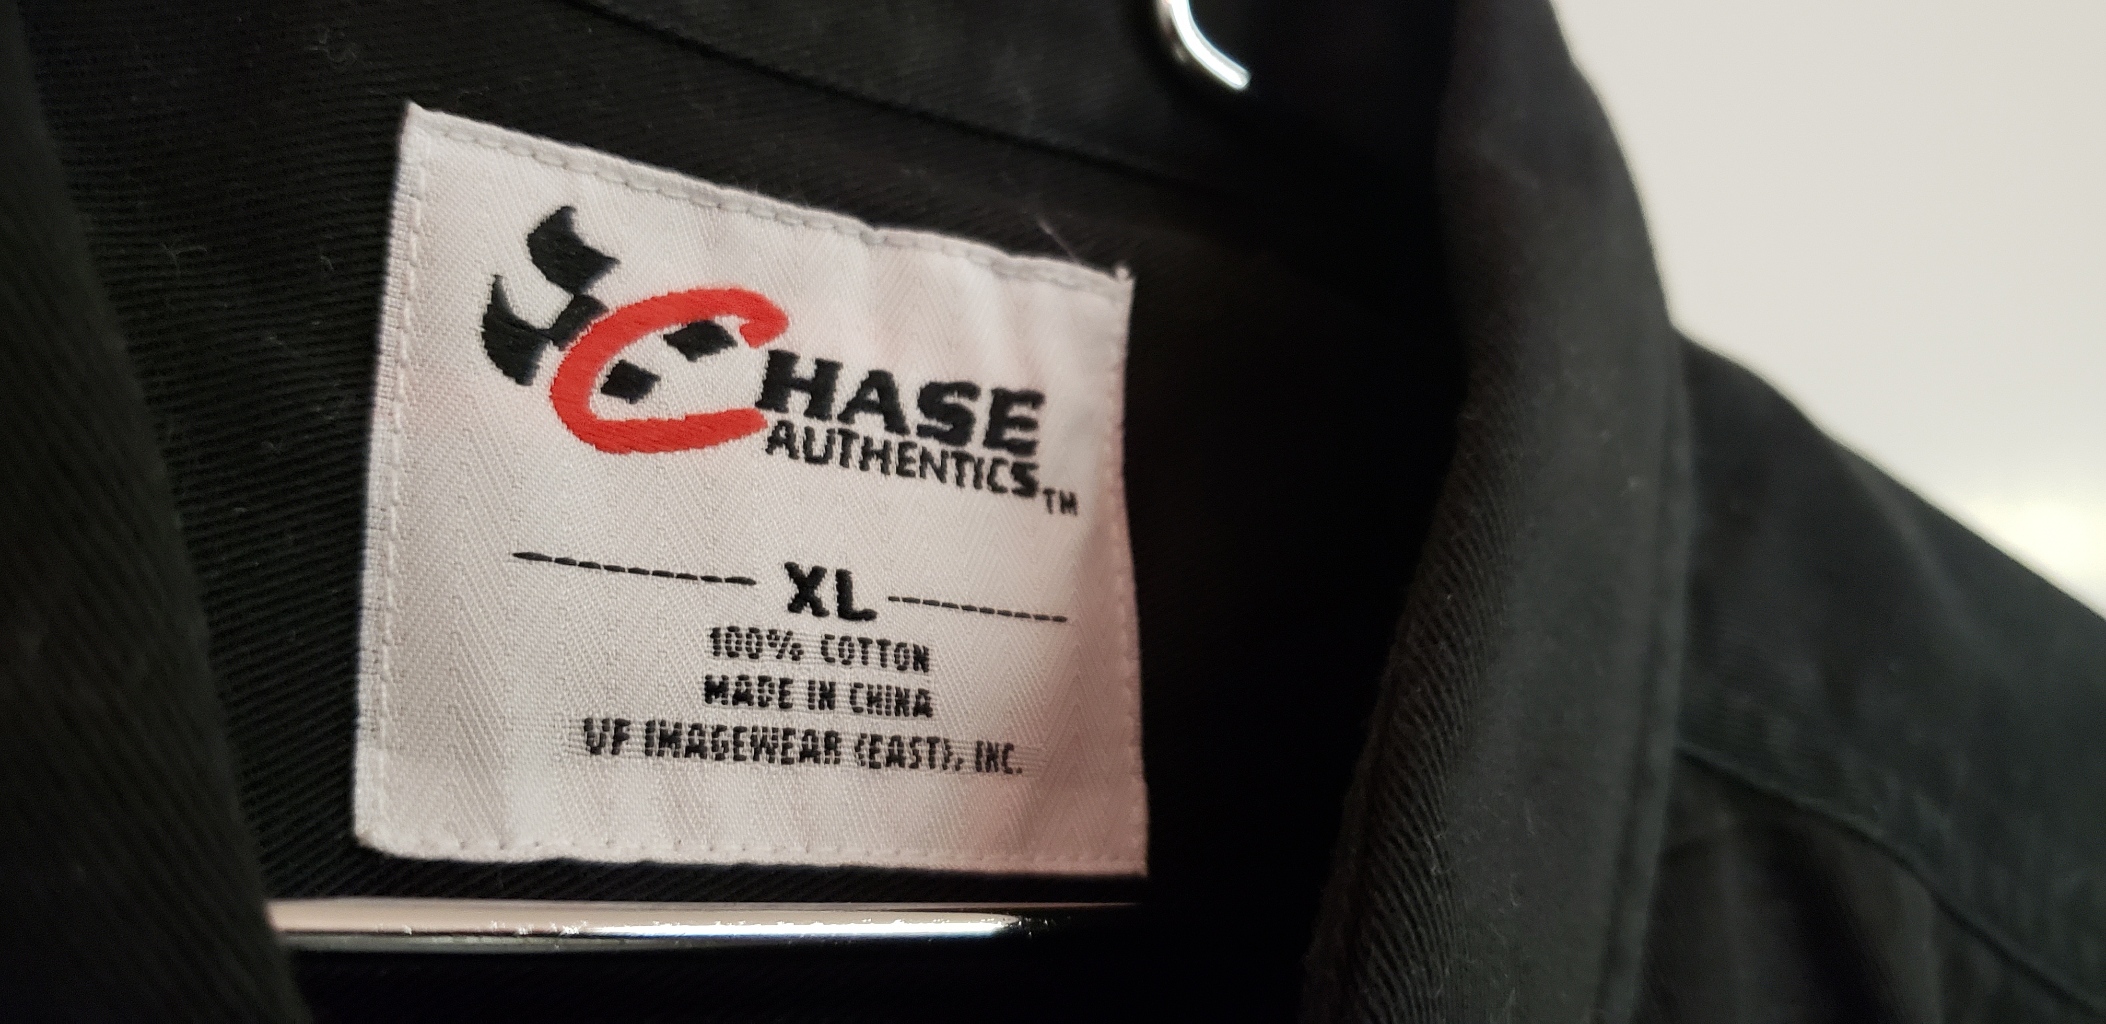 CHASE
AUTHENTICS™
XL
100% COTTON
MADE IN CHINA
VF IMAGEWEAR (EAST), INC.